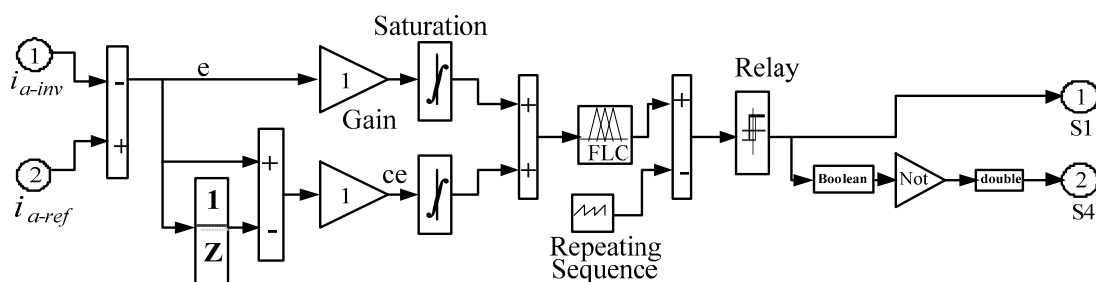 Saturation
1
i a-inv
-
e
1
+
Relay
1
S1
+
Gain
+
FLC
-
2
i a-ref
+
1
ce
+
Boolean
Not
double
2
S4
1
Z
-
Repeating
Sequence